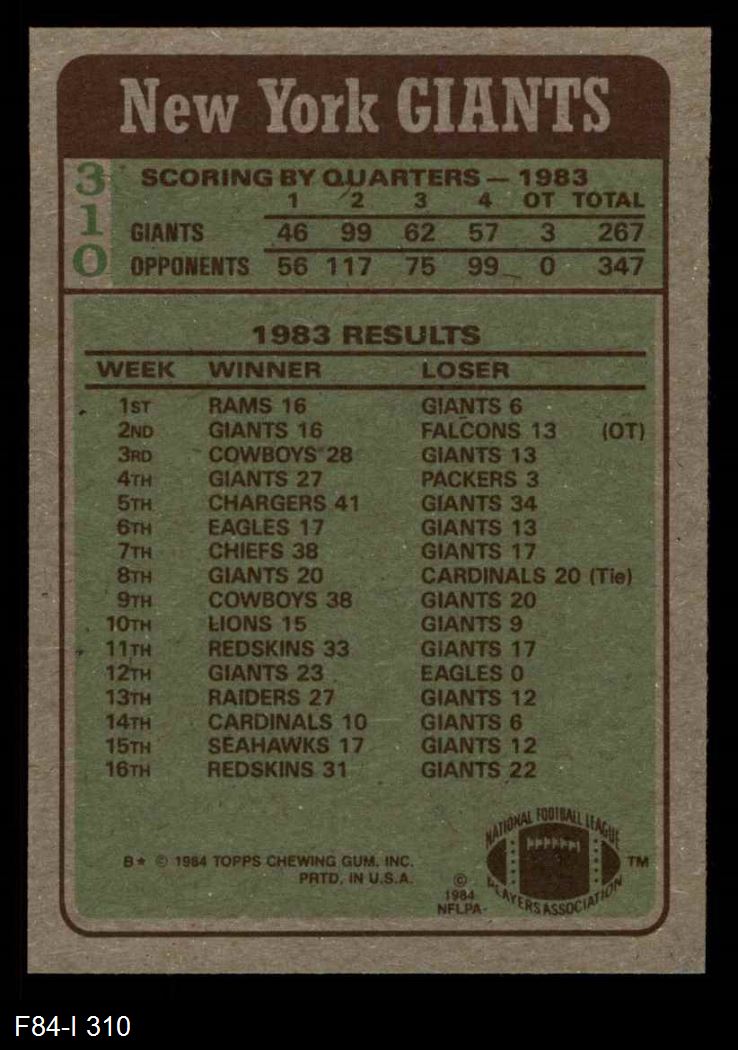 New York GIANTS
310
SCORING BY QUARTERS — 1983
1 2 3 4 OT TOTAL
GIANTS 46 99 62 57 3 267
OPPONENTS 56 117 75 99 0 347
1983 RESULTS
WEEK WINNER LOSER
1ST RAMS 16 GIANTS 6
2ND GIANTS 16 FALCONS 13 (OT)
3RD COWBOYS 28 GIANTS 13
4TH GIANTS 27 PACKERS 3
5TH CHARGERS 41 GIANTS 34
6TH EAGLES 17 GIANTS 13
7TH CHIEFS 38 GIANTS 17
8TH GIANTS 20 CARDINALS 20 (Tie)
9TH COWBOYS 38 GIANTS 20
10TH LIONS 15 GIANTS 9
11TH REDSKINS 33 GIANTS 17
12TH GIANTS 23 EAGLES 0
13TH RAIDERS 27 GIANTS 12
14TH CARDINALS 10 GIANTS 6
15TH SEAHAWKS 17 GIANTS 12
16TH REDSKINS 31 GIANTS 22
B* © 1984 TOPPS CHEWING GUM, INC.
PRTD. IN U.S.A.
© 1984 NFLPA
NATIONAL FOOTBALL LEAGUE
PLAYERS ASSOCIATION
TM
F84-I 310